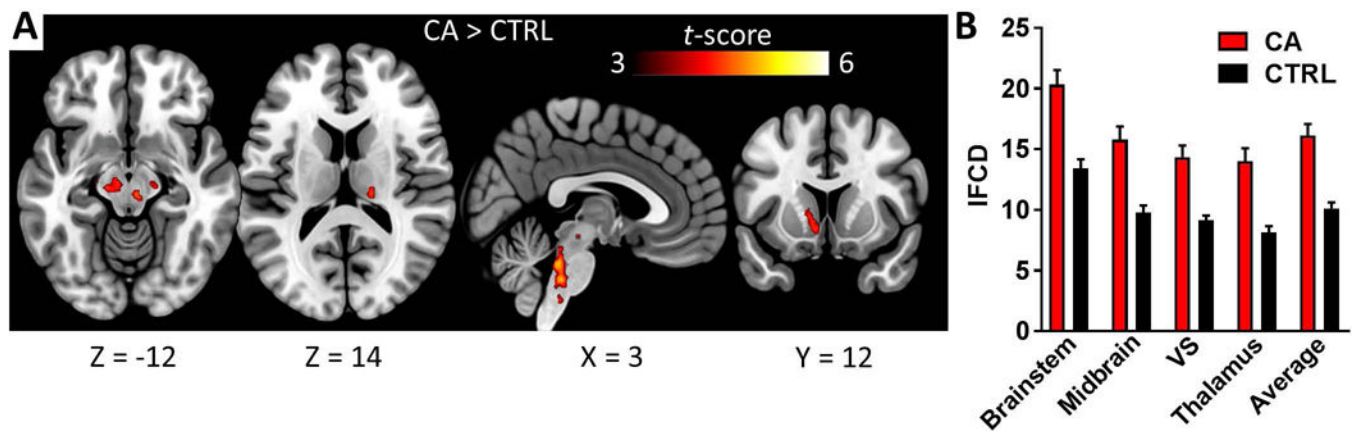 A
CA > CTRL
t-score
3
6
Z = -12
Z = 14
X = 3
Y = 12
B
CA
CTRL
IFCD
25
20
15
10
5
0
Brainstem
Midbrain
VS
Thalamus
Average